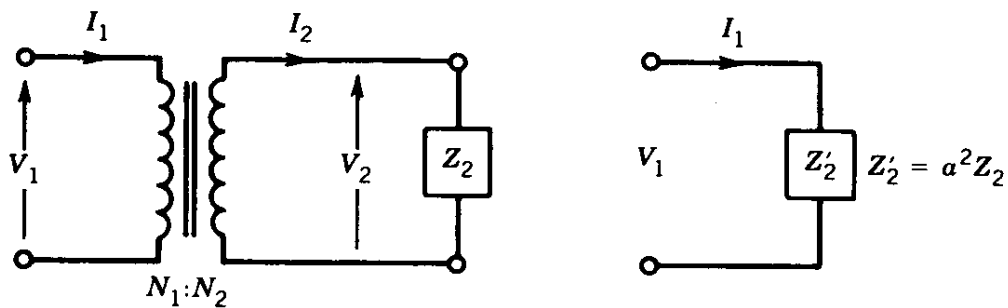 I₁
I₂
I₁
V₁
V₂
Z₂
V₁
Z′₂
Z′₂ = a²Z₂
N₁:N₂